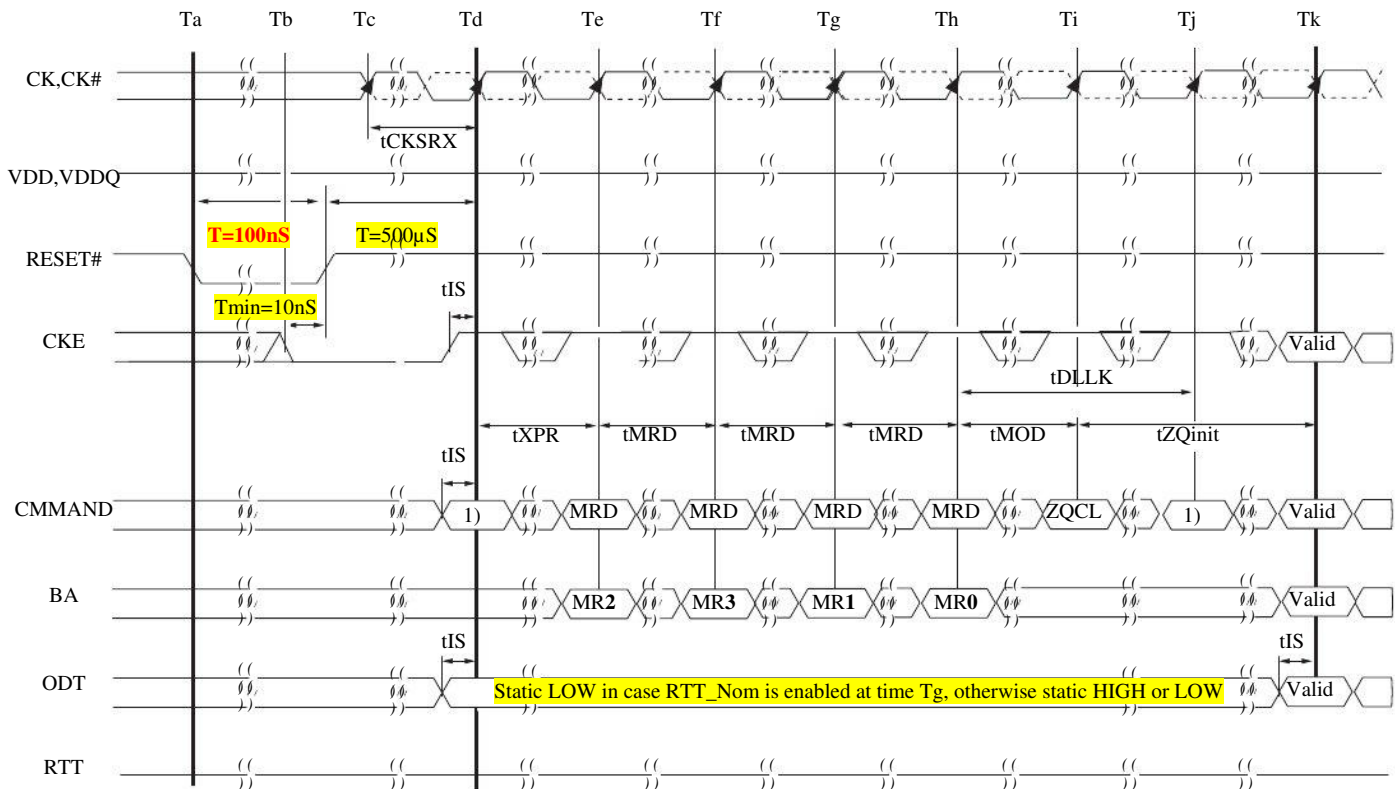 Ta Tb Tc Td Te Tf Tg Th Ti Tj Tk
CK,CK#
tCKSRX
VDD,VDDQ
T=100nS T=500µS
RESET#
Tmin=10nS tIS
CKE Valid
tDLLK
tXPR tMRD tMRD tMRD tMOD tZQinit
tIS
CMMAND 1) MRD MRD MRD MRD ZQCL 1) Valid
BA MR2 MR3 MR1 MR0 Valid
tIS tIS
ODT Static LOW in case RTT_Nom is enabled at time Tg, otherwise static HIGH or LOW Valid
RTT